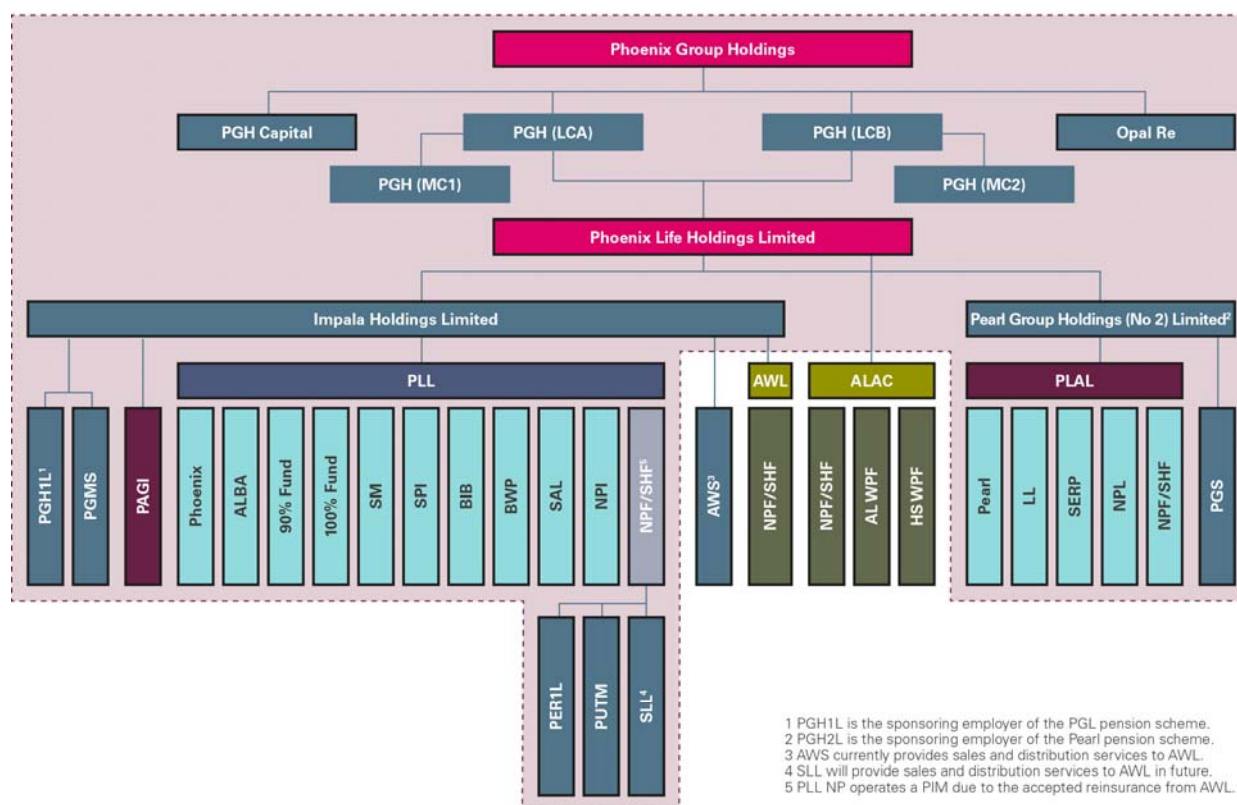 Phoenix Group Holdings
PGH Capital
PGH (LCA)
PGH (LCB)
Opal Re
PGH (MC1)
PGH (MC2)
Phoenix Life Holdings Limited
Impala Holdings Limited
Pearl Group Holdings (No 2) Limited²
PLL
AWL
ALAC
PLAL
PGH1L¹
PGMS
PAGI
Phoenix
ALBA
90% Fund
100% Fund
SM
SPI
BIB
BWP
SAL
NPI
NPF/SHF⁵
AWS³
NPF/SHF
NPF/SHF
ALWPF
HSWPF
Pearl
LL
SERP
NPL
NPF/SHF
PGS
PER1L
PUTM
SLL⁴
1 PGH1L is the sponsoring employer of the PGL pension scheme.
2 PGH2L is the sponsoring employer of the Pearl pension scheme.
3 AWS currently provides sales and distribution services to AWL.
4 SLL will provide sales and distribution services to AWL in future.
5 PLL NP operates a PIM due to the accepted reinsurance from AWL.